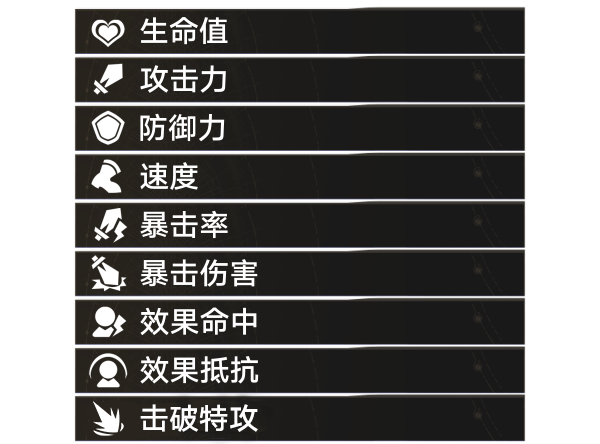 生命值
攻击力
防御力
速度
暴击率
暴击伤害
效果命中
效果抵抗
击破特攻